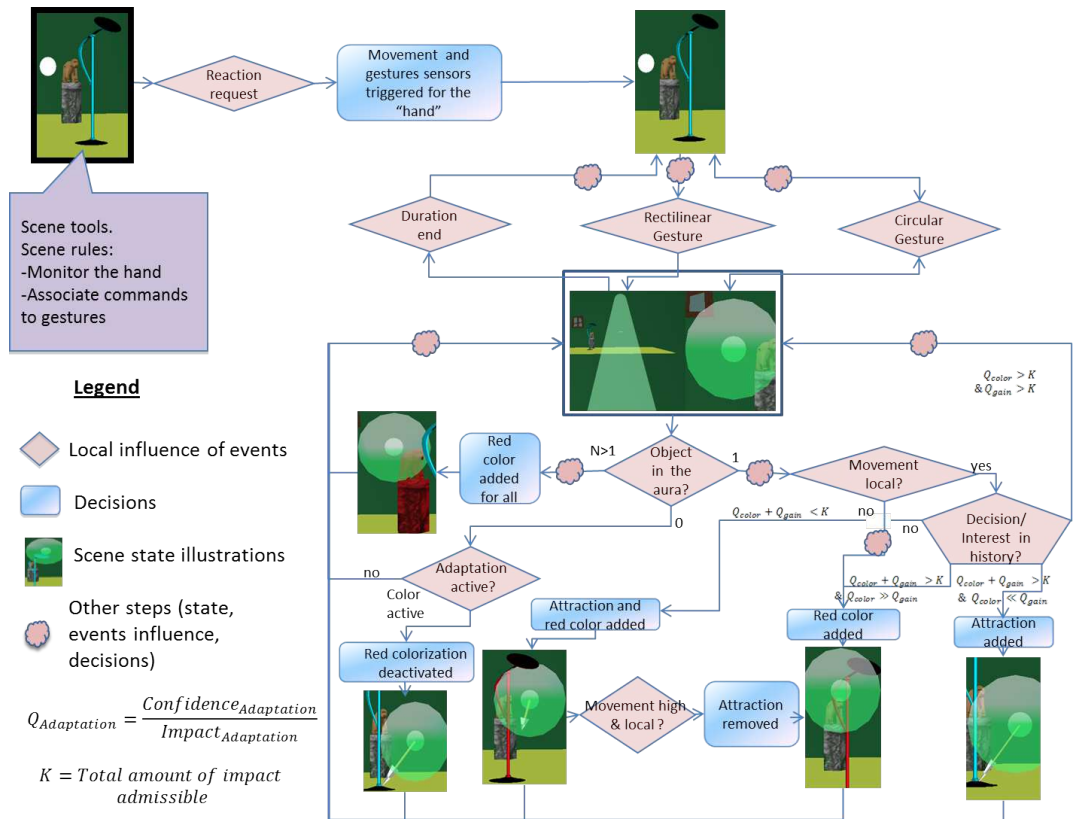 Reaction
request
Movement and
gestures sensors
triggered for the
“hand”
Scene tools.
Scene rules:
-Monitor the hand
-Associate commands
to gestures
Duration
end
Rectilinear
Gesture
Circular
Gesture
Q_color > K
& Q_gain > K
Legend
Local influence of events
Decisions
Scene state illustrations
Other steps (state,
events influence,
decisions)
Q_Adaptation = Confidence_Adaptation / Impact_Adaptation
K = Total amount of impact
admissible
Red
color
added
for all
N>1
Object
in the
aura?
1
0
Movement
local?
yes
no
Decision/
Interest in
history?
no
Q_color + Q_gain < K
Adaptation
active?
no
Color
active
Q_color + Q_gain > K
& Q_color ≫ Q_gain
Q_color + Q_gain > K
& Q_color ≪ Q_gain
Attraction and
red color added
Red color
added
Attraction
added
Red colorization
deactivated
Movement high
& local ?
Attraction
removed